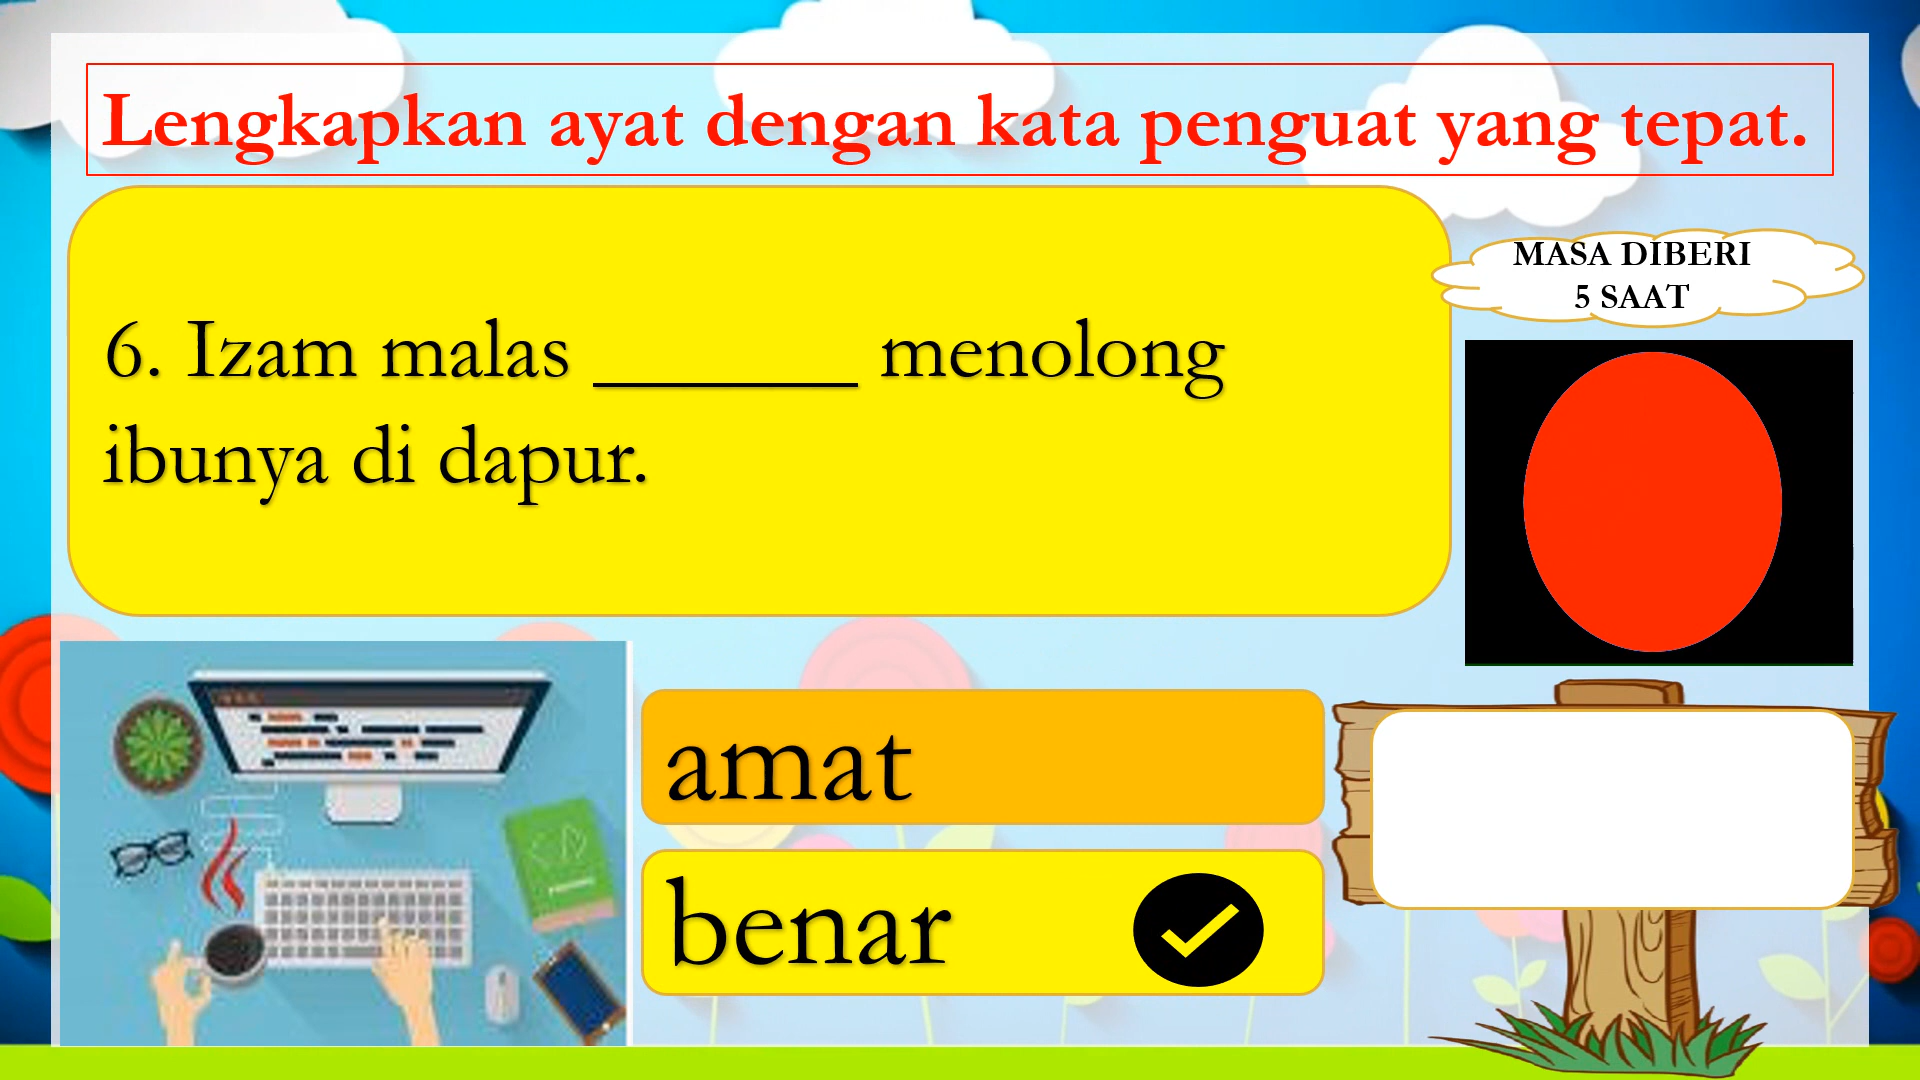 Lengkapkan ayat dengan kata penguat yang tepat.
MASA DIBERI
5 SAAT
6. Izam malas ______ menolong
ibunya di dapur.
amat
benar